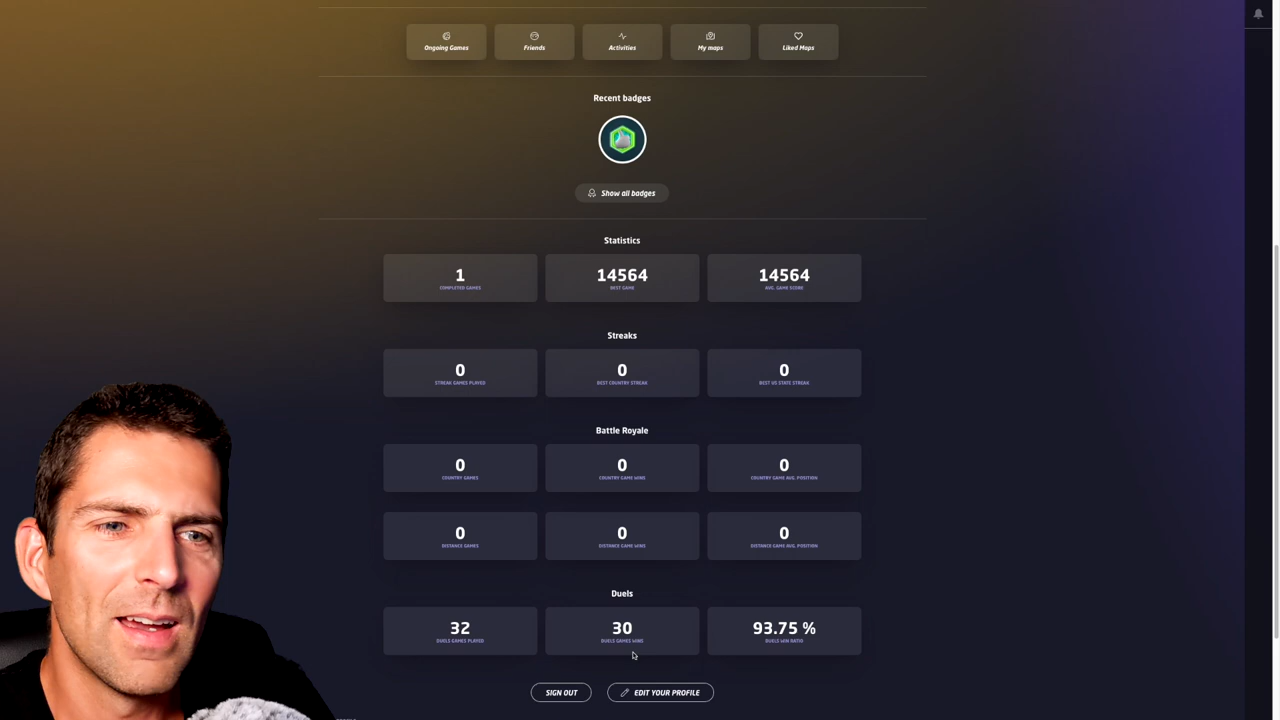 Ongoing Games
Friends
Activities
My maps
Liked Maps
Recent badges
Show all badges
Statistics
1
COMPLETED GAMES
14564
BEST GAME
14564
AVG. GAME SCORE
Streaks
0
STREAK GAMES PLAYED
0
BEST COUNTRY STREAK
0
BEST US STATE STREAK
Battle Royale
0
COUNTRY GAMES
0
COUNTRY GAME WINS
0
COUNTRY GAME AVG. POSITION
0
DISTANCE GAMES
0
DISTANCE GAME WINS
0
DISTANCE GAME AVG. POSITION
Duels
32
DUELS GAMES PLAYED
30
DUELS GAMES WINS
93.75 %
DUELS WIN RATIO
SIGN OUT
EDIT YOUR PROFILE